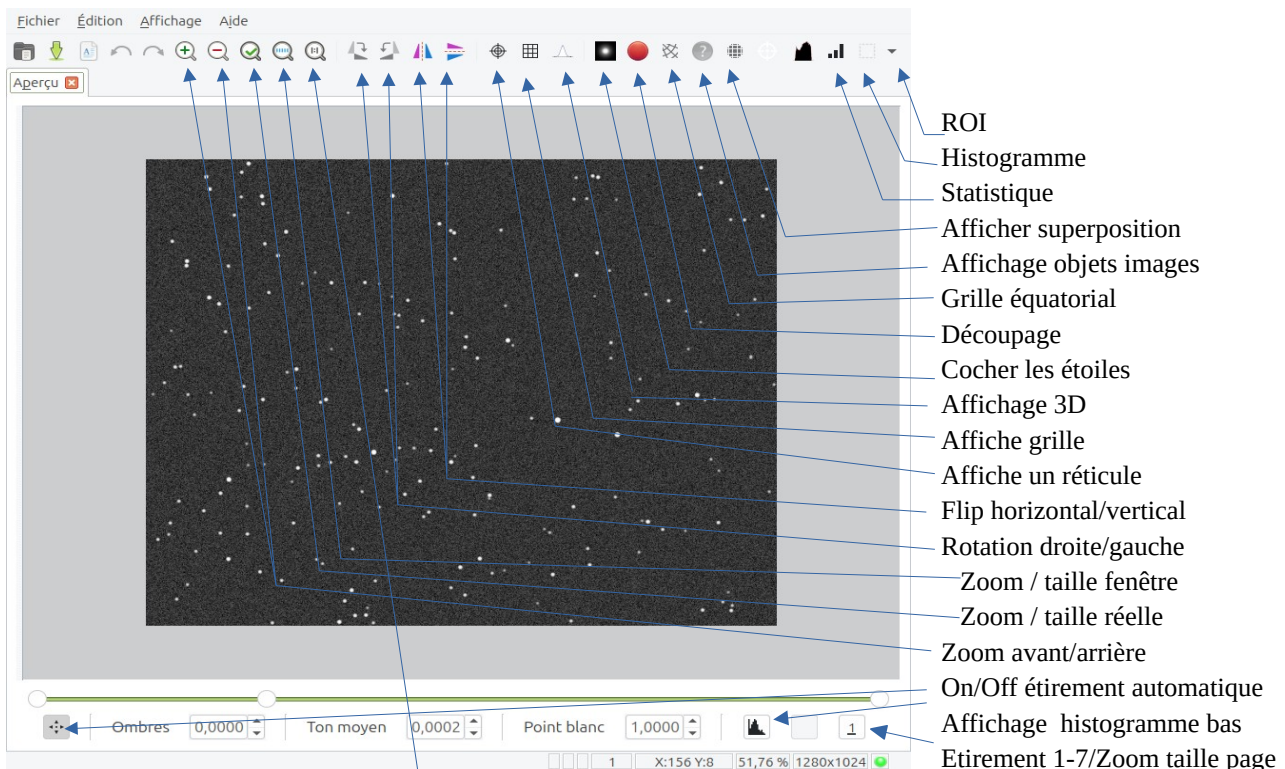 Fichier Édition Affichage Aide
A
1:1
?
Aperçu
ROI
Histogramme
Statistique
Afficher superposition
Affichage objets images
Grille équatorial
Découpage
Cocher les étoiles
Affichage 3D
Affiche grille
Affiche un réticule
Flip horizontal/vertical
Rotation droite/gauche
Zoom / taille fenêtre
Zoom / taille réelle
Zoom avant/arrière
On/Off étirement automatique
Affichage histogramme bas
Etirement 1-7/Zoom taille page
Ombres 0,0000 Ton moyen 0,0002 Point blanc 1,0000 1
1 X:156 Y:8 51,76 % 1280x1024